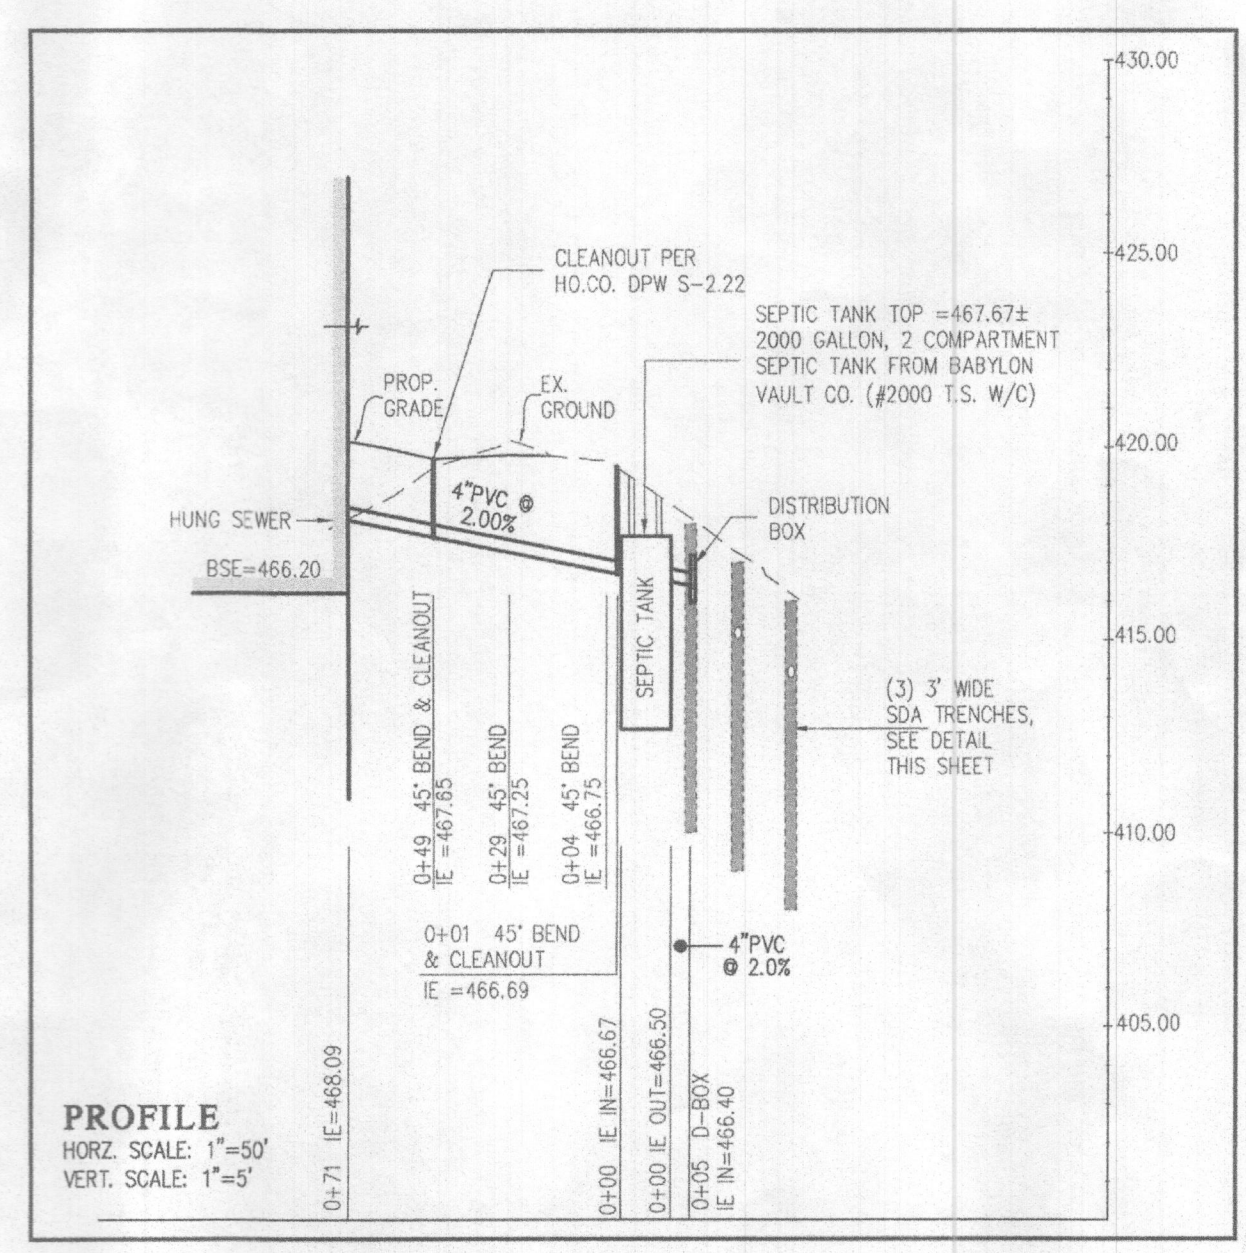 430.00
425.00
CLEANOUT PER
HO.CO. DPW S-2.22
SEPTIC TANK TOP =467.67±
2000 GALLON, 2 COMPARTMENT
SEPTIC TANK FROM BABYLON
VAULT CO. (#2000 T.S. W/C)
PROP.
GRADE
EX.
GROUND
420.00
4"PVC @
2.00%
HUNG SEWER
DISTRIBUTION
BOX
BSE=466.20
SEPTIC TANK
415.00
(3) 3' WIDE
SDA TRENCHES,
SEE DETAIL
THIS SHEET
0+49 45° BEND & CLEANOUT
IE =467.65
0+29 45° BEND
IE =467.25
0+04 45° BEND
IE =466.75
410.00
0+01 45° BEND
& CLEANOUT
IE =466.69
4"PVC
@ 2.0%
405.00
0+71 IE=468.09
0+00 IE IN=466.67
0+00 IE OUT=466.50
0+05 D-BOX
IE IN=466.40
PROFILE
HORZ. SCALE: 1"=50'
VERT. SCALE: 1"=5'